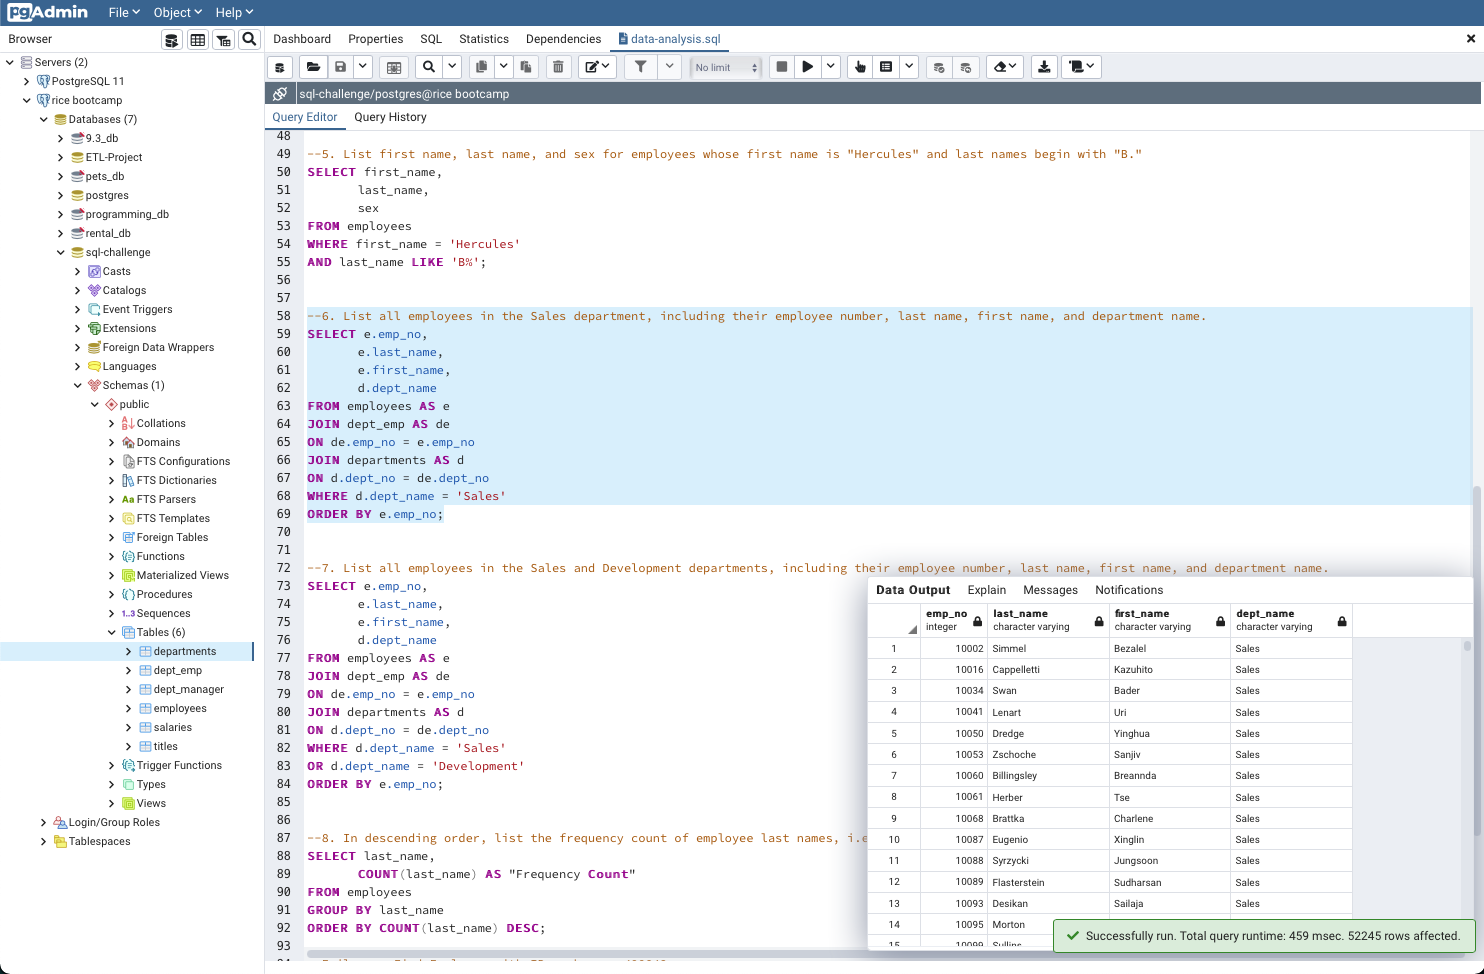 pgAdmin File Object Help
Browser
Dashboard Properties SQL Statistics Dependencies data-analysis.sql
No limit
sql-challenge/postgres@rice bootcamp
Query Editor Query History
Servers (2)
PostgreSQL 11
rice bootcamp
Databases (7)
9.3_db
ETL-Project
pets_db
postgres
programming_db
rental_db
sql-challenge
Casts
Catalogs
Event Triggers
Extensions
Foreign Data Wrappers
Languages
Schemas (1)
public
Collations
Domains
FTS Configurations
FTS Dictionaries
Aa FTS Parsers
FTS Templates
Foreign Tables
Functions
Materialized Views
Procedures
1..3 Sequences
Tables (6)
departments
dept_emp
dept_manager
employees
salaries
titles
Trigger Functions
Types
Views
Login/Group Roles
Tablespaces
48
49 --5. List first name, last name, and sex for employees whose first name is "Hercules" and last names begin with "B."
50 SELECT first_name,
51 last_name,
52 sex
53 FROM employees
54 WHERE first_name = 'Hercules'
55 AND last_name LIKE 'B%';
56
57
58 --6. List all employees in the Sales department, including their employee number, last name, first name, and department name.
59 SELECT e.emp_no,
60 e.last_name,
61 e.first_name,
62 d.dept_name
63 FROM employees AS e
64 JOIN dept_emp AS de
65 ON de.emp_no = e.emp_no
66 JOIN departments AS d
67 ON d.dept_no = de.dept_no
68 WHERE d.dept_name = 'Sales'
69 ORDER BY e.emp_no;
70
71
72 --7. List all employees in the Sales and Development departments, including their employee number, last name, first name, and department name.
73 SELECT e.emp_no,
74 e.last_name,
75 e.first_name,
76 d.dept_name
77 FROM employees AS e
78 JOIN dept_emp AS de
79 ON de.emp_no = e.emp_no
80 JOIN departments AS d
81 ON d.dept_no = de.dept_no
82 WHERE d.dept_name = 'Sales'
83 OR d.dept_name = 'Development'
84 ORDER BY e.emp_no;
85
86
87 --8. In descending order, list the frequency count of employee last names, i.e
88 SELECT last_name,
89 COUNT(last_name) AS "Frequency Count"
90 FROM employees
91 GROUP BY last_name
92 ORDER BY COUNT(last_name) DESC;
93
Data Output Explain Messages Notifications
emp_no last_name first_name dept_name
integer character varying character varying character varying
1 10002 Simmel Bezalel Sales
2 10016 Cappelletti Kazuhito Sales
3 10034 Swan Bader Sales
4 10041 Lenart Uri Sales
5 10050 Dredge Yinghua Sales
6 10053 Zschoche Sanjiv Sales
7 10060 Billingsley Breannda Sales
8 10061 Herber Tse Sales
9 10068 Brattka Charlene Sales
10 10087 Eugenio Xinglin Sales
11 10088 Syrzycki Jungsoon Sales
12 10089 Flasterstein Sudharsan Sales
13 10093 Desikan Sailaja Sales
14 10095 Morton
15 10099 Sullins
Successfully run. Total query runtime: 459 msec. 52245 rows affected.